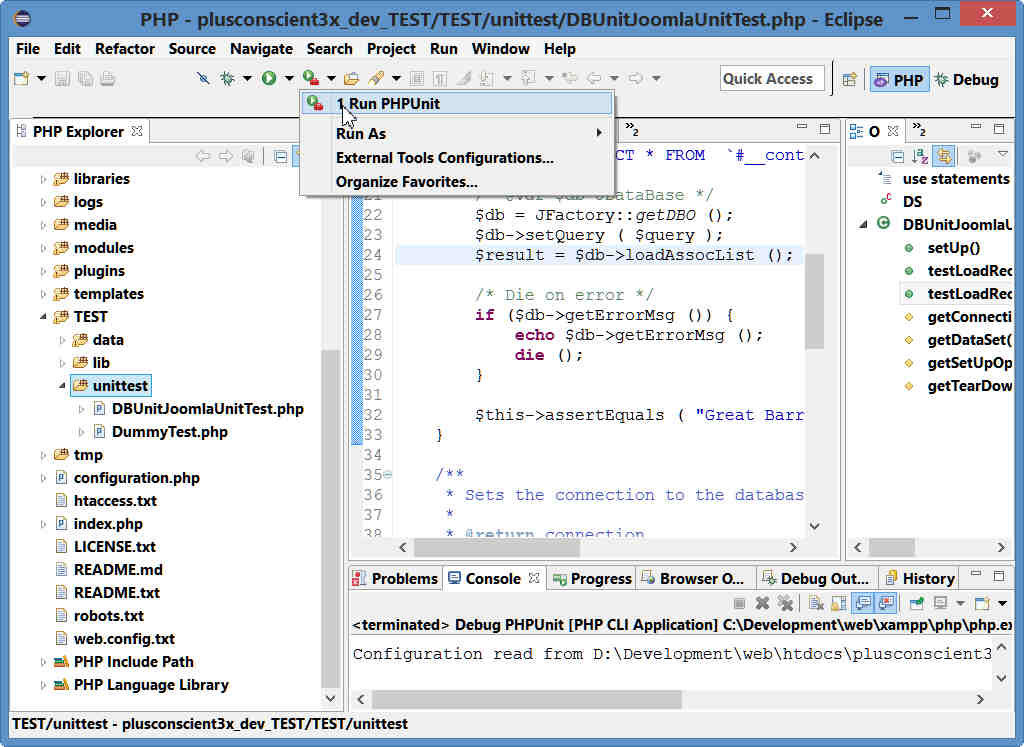 PHP - plusconscient3x_dev_TEST/TEST/unittest/DBUnitJoomlaUnitTest.php - Eclipse
File Edit Refactor Source Navigate Search Project Run Window Help
Quick Access PHP Debug
1 Run PHPUnit
Run As
External Tools Configurations...
Organize Favorites...
PHP Explorer
libraries
logs
media
modules
plugins
templates
TEST
data
lib
unittest
DBUnitJoomlaUnitTest.php
DummyTest.php
tmp
configuration.php
htaccess.txt
index.php
LICENSE.txt
README.md
README.txt
robots.txt
web.config.txt
PHP Include Path
PHP Language Library
»2
CT * FROM `#__cont
22 $db = JFactory::getDBO ();
23 $db->setQuery ( $query );
24 $result = $db->loadAssocList ();
25
26 /* Die on error */
27 if ($db->getErrorMsg ()) {
28 echo $db->getErrorMsg ();
29 die ();
30 }
31
32 $this->assertEquals ( "Great Barr
33 }
34
35 /**
36 * Sets the connection to the databas
37 *
38 * @return connection
O »2
use statements
DS
DBUnitJoomlaU
setUp()
testLoadRec
testLoadRec
getConnecti
getDataSet(
getSetUpOp
getTearDow
Problems Console Progress Browser O... Debug Out... History
<terminated> Debug PHPUnit [PHP CLI Application] C:\Development\web\xampp\php\php.ex
Configuration read from D:\Development\web\htdocs\plusconscient3
TEST/unittest - plusconscient3x_dev_TEST/TEST/unittest